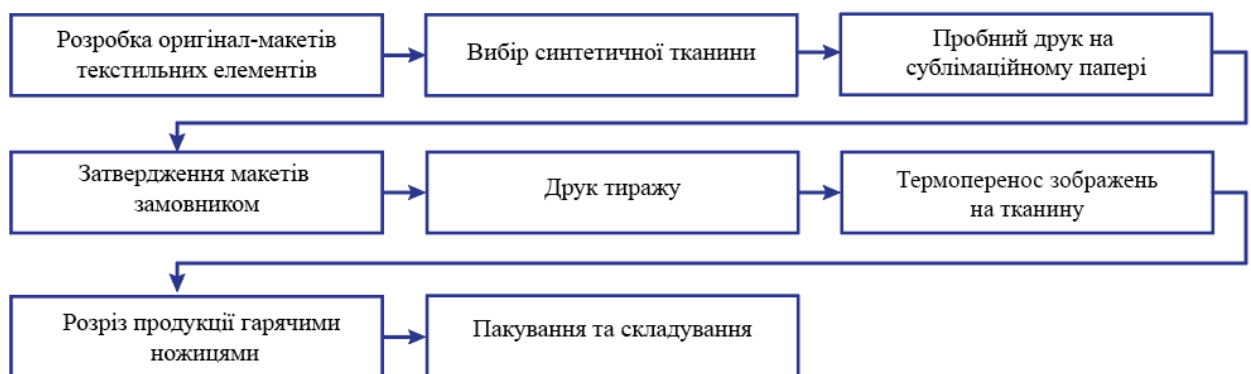 Розробка оригінал-макетів
текстильних елементів
Вибір синтетичної тканини
Пробний друк на
сублімаційному папері
Затвердження макетів
замовником
Друк тиражу
Термоперенос зображень
на тканину
Розріз продукції гарячими
ножицями
Пакування та складування